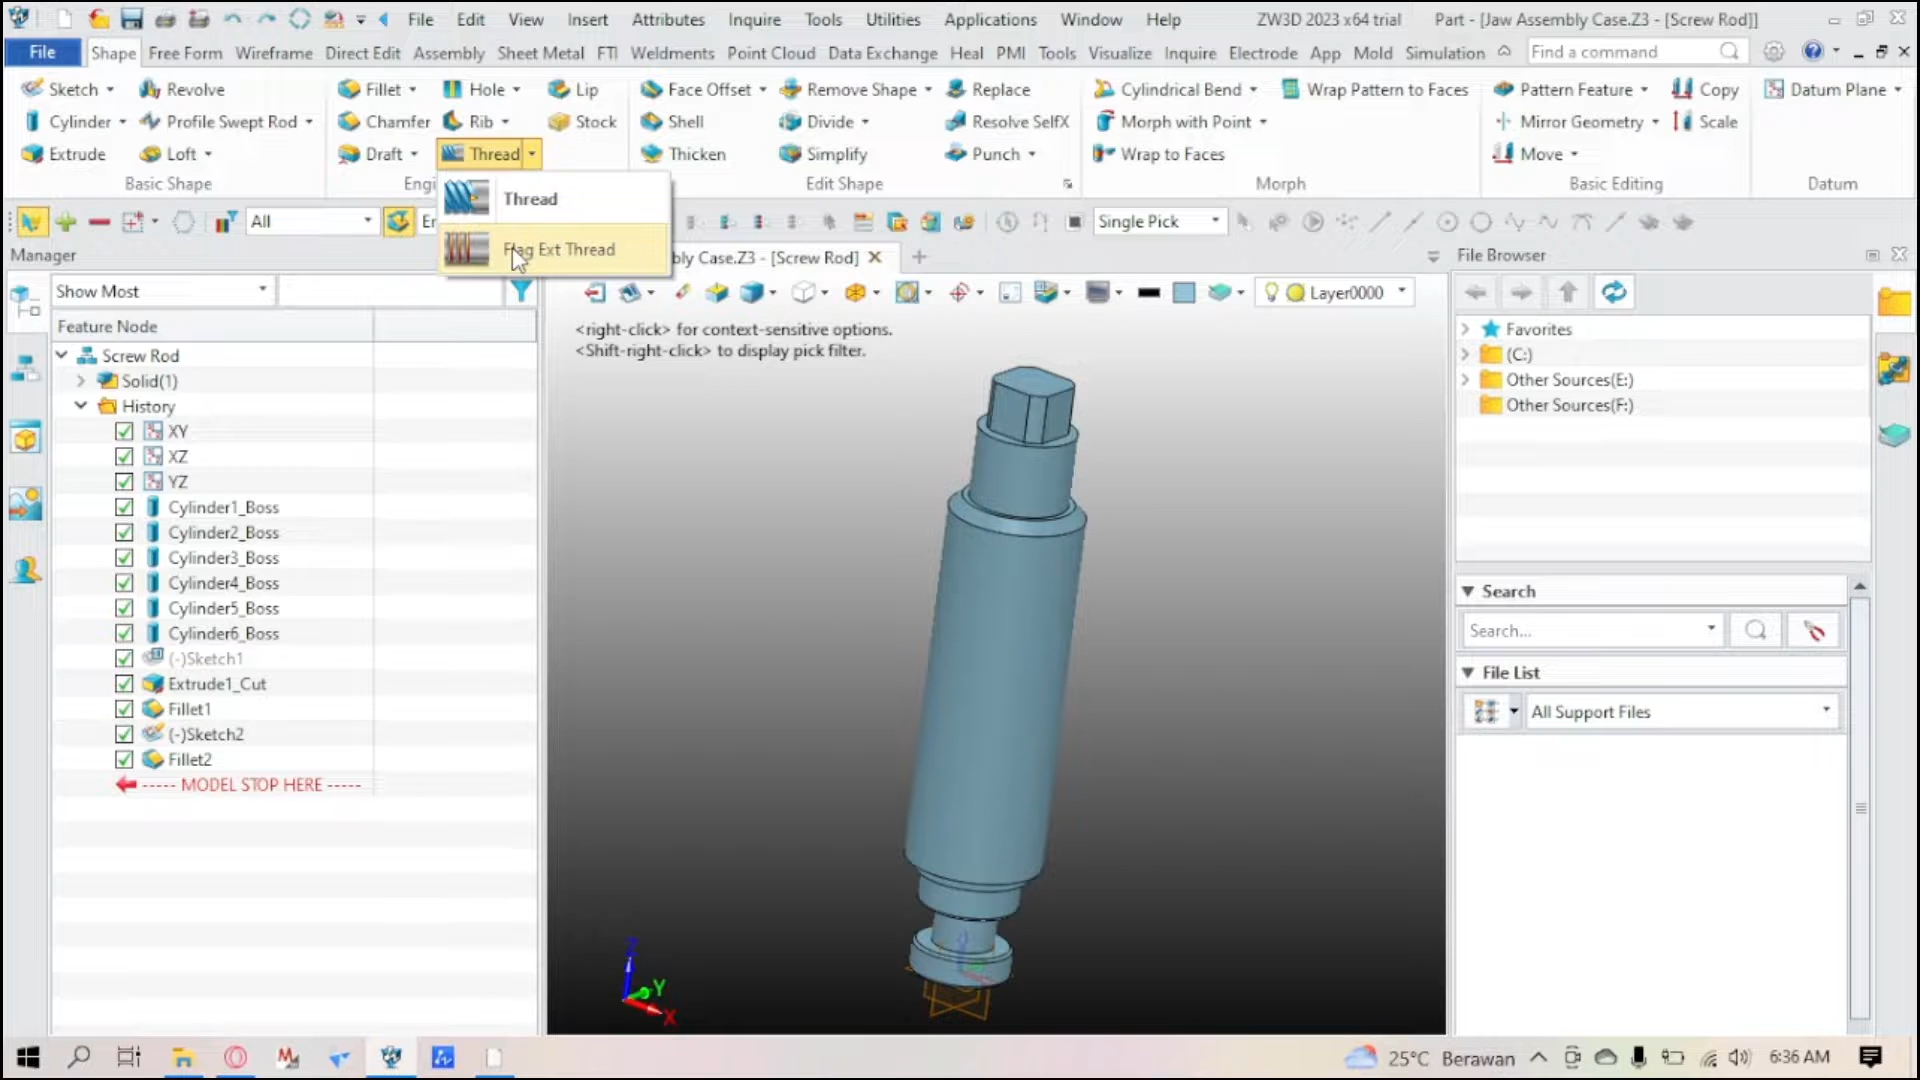 File Edit View Insert Attributes Inquire Tools Utilities Applications Window Help ZW3D 2023 x64 trial Part - [Jaw Assembly Case.Z3 - [Screw Rod]]
File Shape Free Form Wireframe Direct Edit Assembly Sheet Metal FTI Weldments Point Cloud Data Exchange Heal PMI Tools Visualize Inquire Electrode App Mold Simulation Find a command
Sketch Revolve Fillet Hole Lip Face Offset Remove Shape Replace Cylindrical Bend Wrap Pattern to Faces Pattern Feature Copy Datum Plane
Cylinder Profile Swept Rod Chamfer Rib Stock Shell Divide Resolve SelfX Morph with Point Mirror Geometry Scale
Extrude Loft Draft Thread Thicken Simplify Punch Wrap to Faces Move
Basic Shape Engi Edit Shape Morph Basic Editing Datum
Thread
All Single Pick
Flag Ext Thread
Manager bly Case.Z3 - [Screw Rod] File Browser
Show Most Layer0000
Feature Node
<right-click> for context-sensitive options.
<Shift-right-click> to display pick filter.
Screw Rod
Solid(1)
History
XY
XZ
YZ
Cylinder1_Boss
Cylinder2_Boss
Cylinder3_Boss
Cylinder4_Boss
Cylinder5_Boss
Cylinder6_Boss
(-)Sketch1
Extrude1_Cut
Fillet1
(-)Sketch2
Fillet2
----- MODEL STOP HERE -----
Z
Y
X
Favorites
(C:)
Other Sources(E:)
Other Sources(F:)
Search
Search...
File List
All Support Files
25°C Berawan 6:36 AM